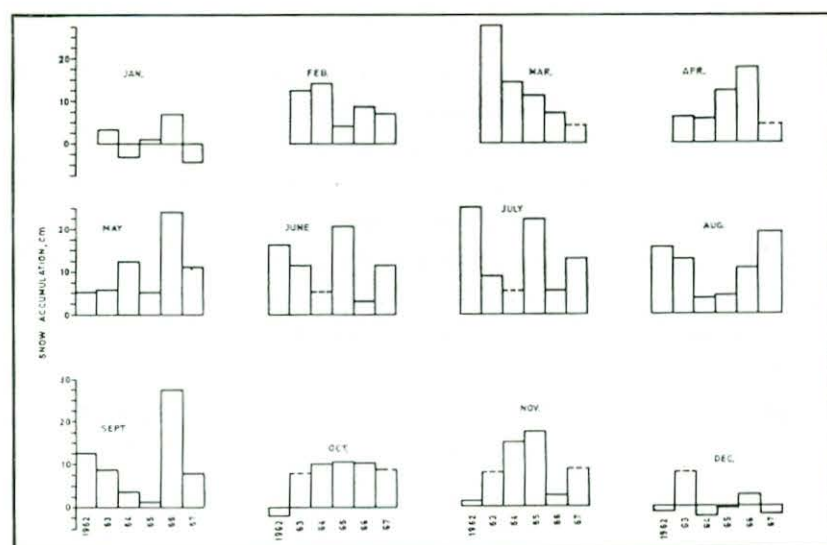 JAN.
FEB.
MAR.
APR.
20
10
0
MAY
JUNE
JULY
AUG.
20
10
0
SNOW ACCUMULATION, cm
SEPT
OCT.
NOV.
DEC.
30
20
10
0
1962 63 64 65 66 67
1962 63 64 65 66 67
1962 63 64 65 66 67
1962 63 64 65 66 67